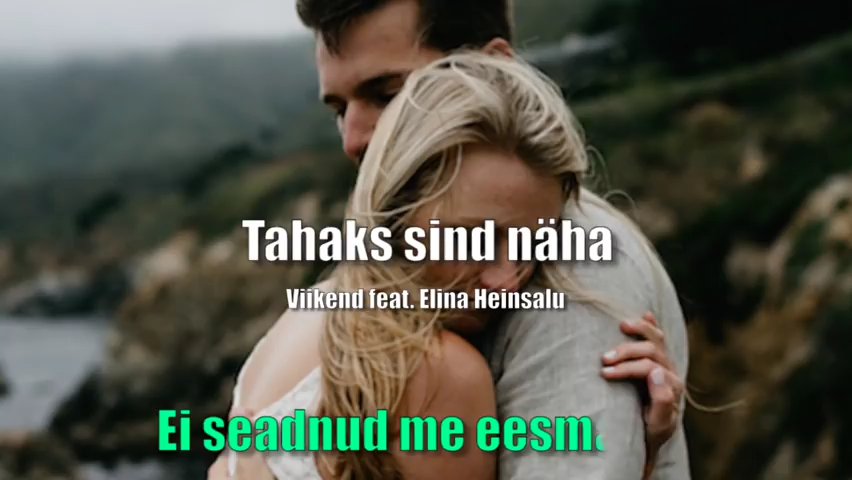 Tahaks sind näha
Viikend feat. Elina Heinsalu
Ei seadnud me eesm